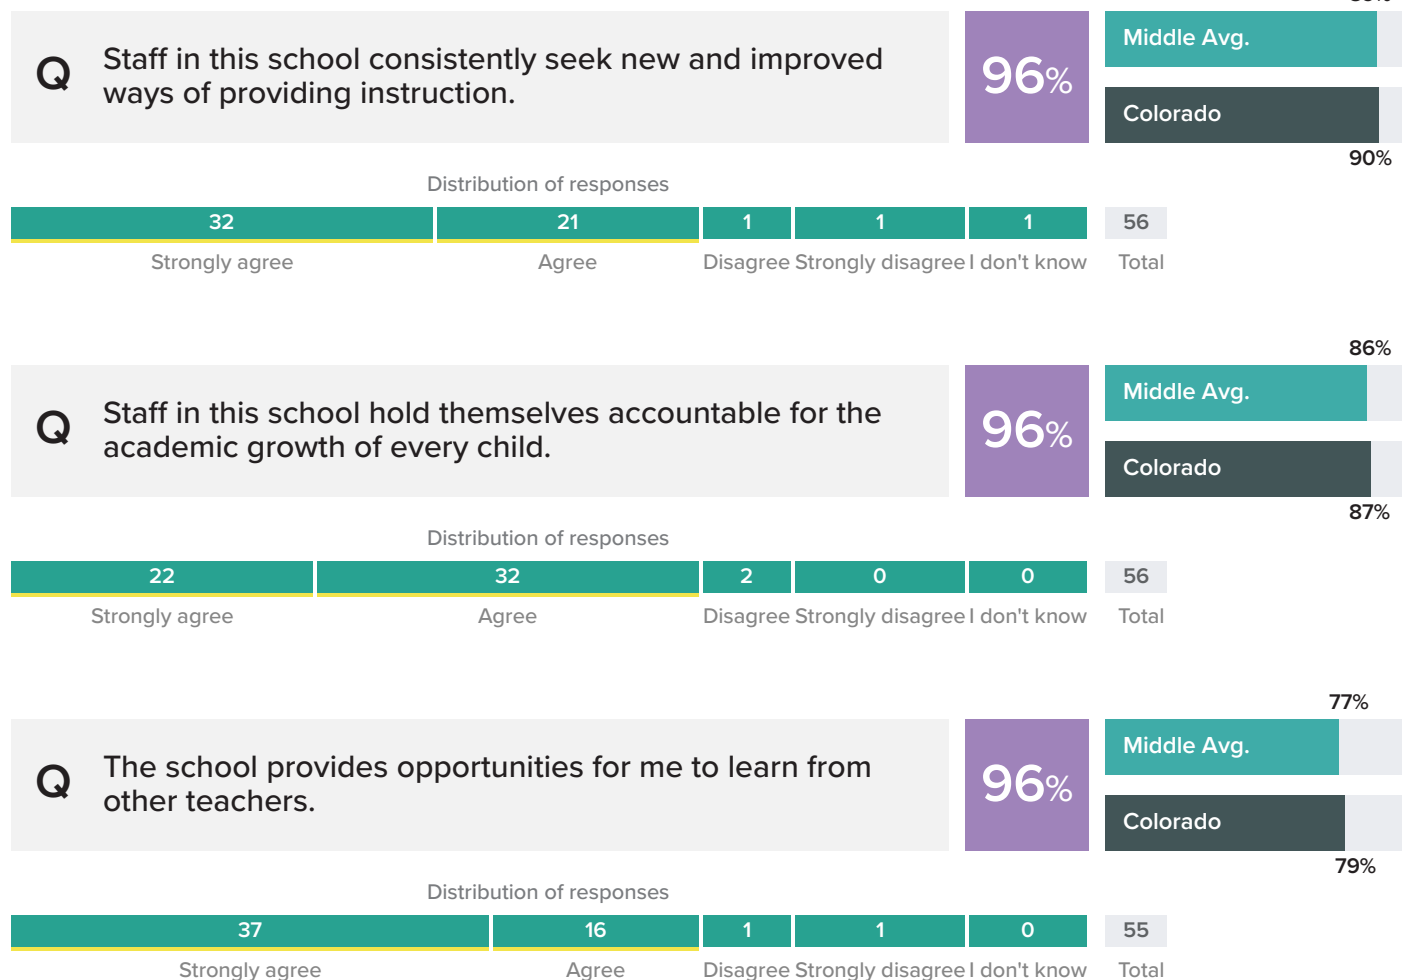 Middle Avg.
Q
Staff in this school consistently seek new and improved
ways of providing instruction.
96%
Colorado
90%
Distribution of responses
32 21 1 1 1 56
Strongly agree Agree Disagree Strongly disagree I don't know Total
86%
Middle Avg.
Q
Staff in this school hold themselves accountable for the
academic growth of every child.
96%
Colorado
87%
Distribution of responses
22 32 2 0 0 56
Strongly agree Agree Disagree Strongly disagree I don't know Total
77%
Middle Avg.
Q
The school provides opportunities for me to learn from
other teachers.
96%
Colorado
79%
Distribution of responses
37 16 1 1 0 55
Strongly agree Agree Disagree Strongly disagree I don't know Total